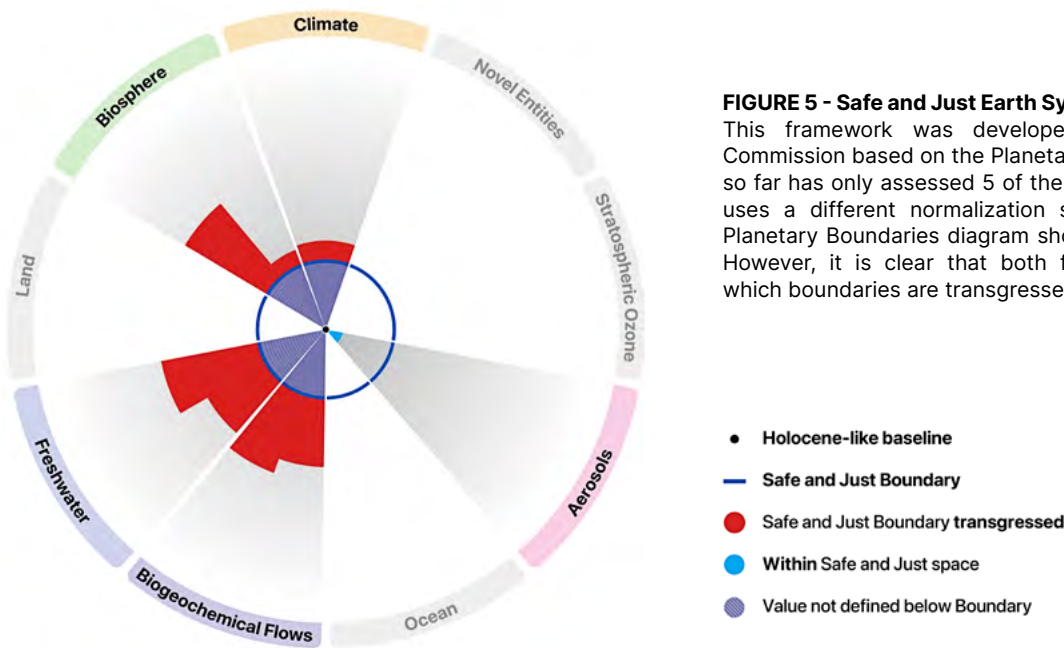 Climate
Biosphere
Novel Entities
Land
Stratospheric Ozone
Freshwater
Aerosols
Biogeochemical Flows
Ocean
FIGURE 5 - Safe and Just Earth Sy
This framework was develope
Commission based on the Planeta
so far has only assessed 5 of the
uses a different normalization s
Planetary Boundaries diagram sho
However, it is clear that both f
which boundaries are transgresse
Holocene-like baseline
Safe and Just Boundary
Safe and Just Boundary transgressed
Within Safe and Just space
Value not defined below Boundary